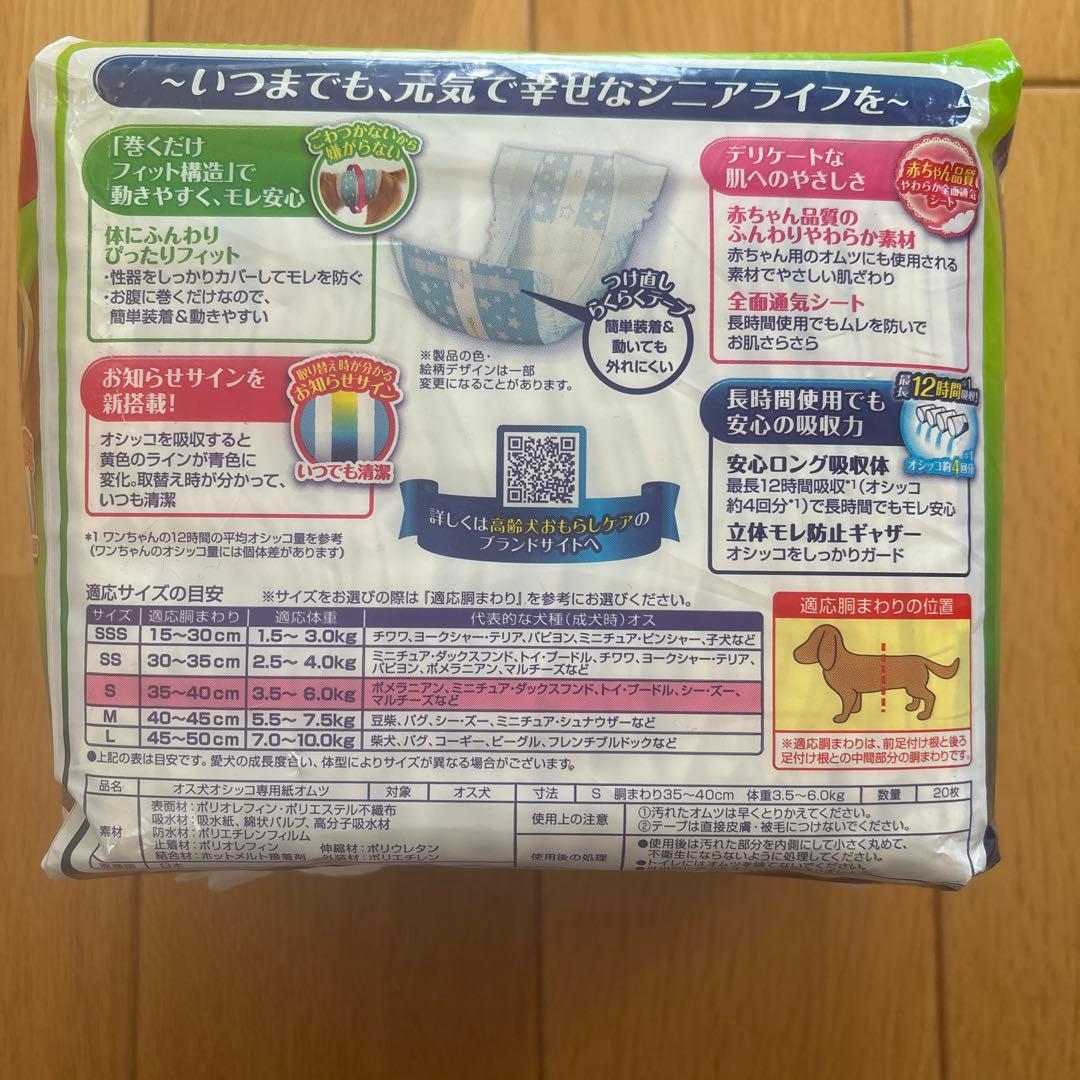 ～いつまでも、元気で幸せなシニアライフを～
「巻くだけ
フィット構造」で
動きやすく、モレ安心
ごわつかないから
嫌がらない
体にふんわり
ぴったりフィット
・性器をしっかりカバーしてモレを防ぐ
・お腹に巻くだけなので、
簡単装着＆動きやすい
つけ直し
らくらくテープ
簡単装着＆
動いても
外れにくい
※製品の色・
絵柄デザインは一部
変更になることがあります。
デリケートな
肌へのやさしさ
赤ちゃん品質
やわらか全面通気
シート
赤ちゃん品質の
ふんわりやわらか素材
赤ちゃん用のオムツにも使用される
素材でやさしい肌ざわり
全面通気シート
長時間使用でもムレを防いで
お肌さらさら
お知らせサインを
新搭載!
取り替え時が分かる
お知らせサイン
いつでも清潔
オシッコを吸収すると
黄色のラインが青色に
変化。取替え時が分かって、
いつも清潔
*1 ワンちゃんの12時間の平均オシッコ量を参考
(ワンちゃんのオシッコ量には個体差があります)
詳しくは高齢犬おもらしケアの
ブランドサイトへ
長時間使用でも
安心の吸収力
最長12時間*1吸収!
オシッコ約4回分*1
安心ロング吸収体
最長12時間吸収*1(オシッコ
約4回分*1)で長時間でもモレ安心
立体モレ防止ギャザー
オシッコをしっかりガード
適応サイズの目安 ※サイズをお選びの際は『適応胴まわり』を参考にお選びください。
サイズ 適応胴まわり 適応体重 代表的な犬種(成犬時)オス
SSS 15～30cm 1.5～ 3.0kg チワワ、ヨークシャー・テリア、パピヨン、ミニチュア・ピンシャー、子犬など
SS 30～35cm 2.5～ 4.0kg ミニチュア・ダックスフンド、トイ・プードル、チワワ、ヨークシャー・テリア、
パピヨン、ポメラニアン、マルチーズなど
S 35～40cm 3.5～ 6.0kg ポメラニアン、ミニチュア・ダックスフンド、トイ・プードル、シー・ズー、
マルチーズなど
M 40～45cm 5.5～ 7.5kg 豆柴、パグ、シー・ズー、ミニチュア・シュナウザーなど
L 45～50cm 7.0～10.0kg 柴犬、パグ、コーギー、ビーグル、フレンチブルドックなど
●上記の表は目安です。愛犬の成長度合い、体型によりサイズが異なる場合がございます。
適応胴まわりの位置
※適応胴まわりは、前足付け根と後ろ
足付け根との中間部分の胴まわりです。
品名 オス犬オシッコ専用紙オムツ 対象 オス犬 寸法 S 胴まわり35～40cm 体重3.5～6.0kg 数量 20枚
素材
表面材：ポリオレフィン・ポリエステル不織布
吸水材：吸水紙、綿状パルプ、高分子吸水材
防水材：ポリエチレンフィルム
止着材：ポリオレフィン 伸縮材：ポリウレタン
結合材：ホットメルト接着剤 外装材：ポリエチレン
使用上の注意
①汚れたオムツは早くとりかえてください。
②テープは直接皮膚・被毛につけないでください。
使用後の処理
●使用後は汚れた部分を内側にして小さく丸めて、
不衛生にならないように処理してください。
●トイレにはオムツを捨てないでください。
原産国 日本